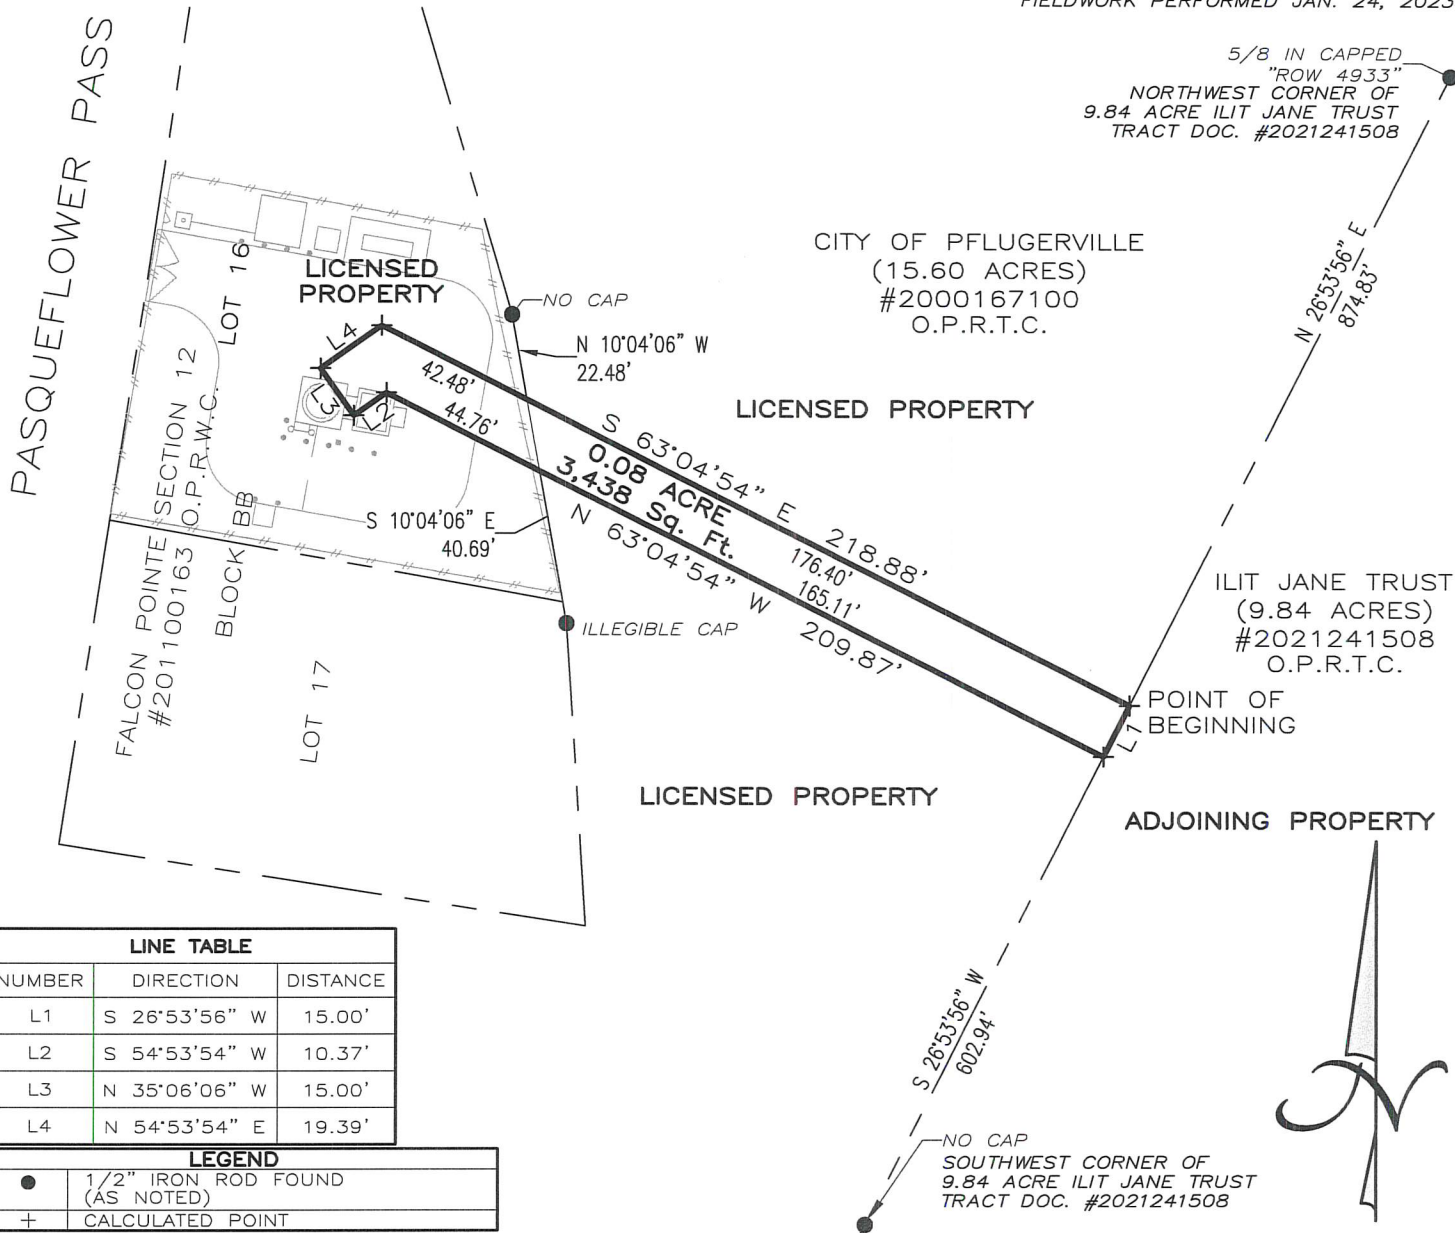 FIELDWORK PERFORMED JAN. 24, 2023
5/8 IN CAPPED
"ROW 4933"
NORTHWEST CORNER OF
9.84 ACRE ILIT JANE TRUST
TRACT DOC. #2021241508
PASQUEFLOWER PASS
CITY OF PFLUGERVILLE
(15.60 ACRES)
#2000167100
O.P.R.T.C.
N 26°53'56" E
874.83'
LOT 16
LICENSED
PROPERTY
NO CAP
N 10°04'06" W
22.48'
L4
L3
L2
42.48'
44.76'
LICENSED PROPERTY
S 63°04'54" E 218.88'
0.08 ACRE
3,438 Sq. Ft.
176.40'
165.11'
N 63°04'54" W 209.87'
S 10°04'06" E
40.69'
FALCON POINTE SECTION 12
#2011100163 O.P.R.W.C.
BLOCK BB
ILLEGIBLE CAP
LOT 17
ILIT JANE TRUST
(9.84 ACRES)
#2021241508
O.P.R.T.C.
POINT OF
BEGINNING
L1
LICENSED PROPERTY
ADJOINING PROPERTY
LINE TABLE
NUMBER DIRECTION DISTANCE
L1 S 26°53'56" W 15.00'
L2 S 54°53'54" W 10.37'
L3 N 35°06'06" W 15.00'
L4 N 54°53'54" E 19.39'
LEGEND
● 1/2" IRON ROD FOUND
(AS NOTED)
+ CALCULATED POINT
S 26°53'56" W
602.94'
NO CAP
SOUTHWEST CORNER OF
9.84 ACRE ILIT JANE TRUST
TRACT DOC. #2021241508
N